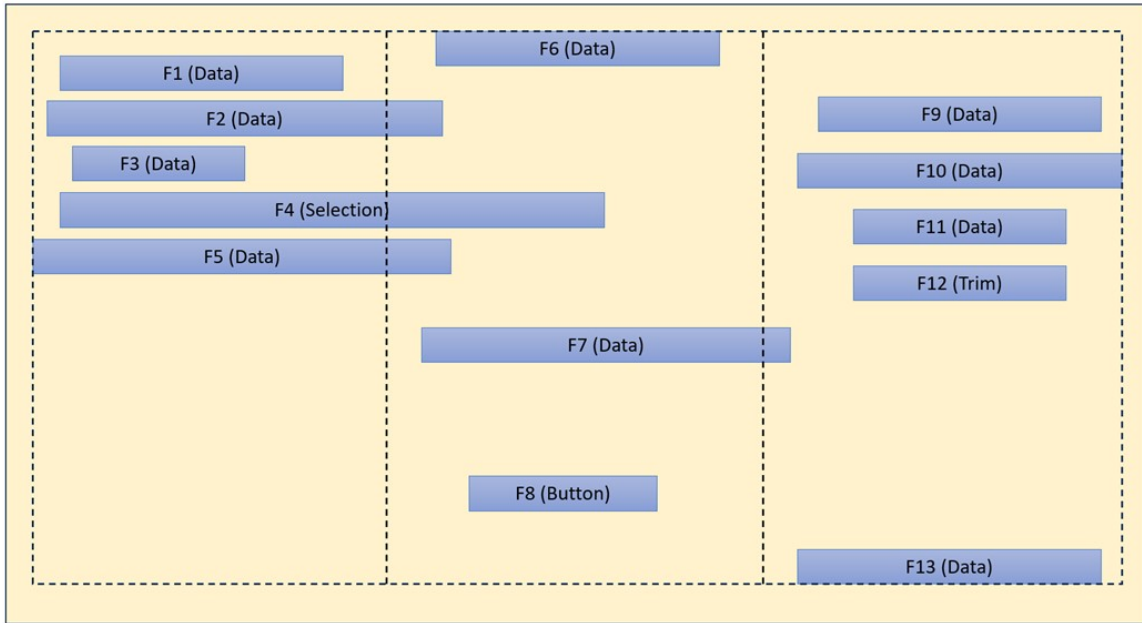 F1 (Data)
F2 (Data)
F3 (Data)
F4 (Selection)
F5 (Data)
F6 (Data)
F7 (Data)
F8 (Button)
F9 (Data)
F10 (Data)
F11 (Data)
F12 (Trim)
F13 (Data)